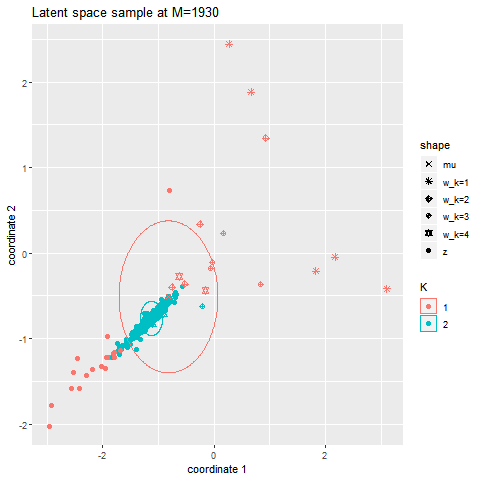 Latent space sample at M=1930
coordinate 2
2
1
0
-1
-2
-2
0
2
coordinate 1
shape
mu
w_k=1
w_k=2
w_k=3
w_k=4
z
K
1
2